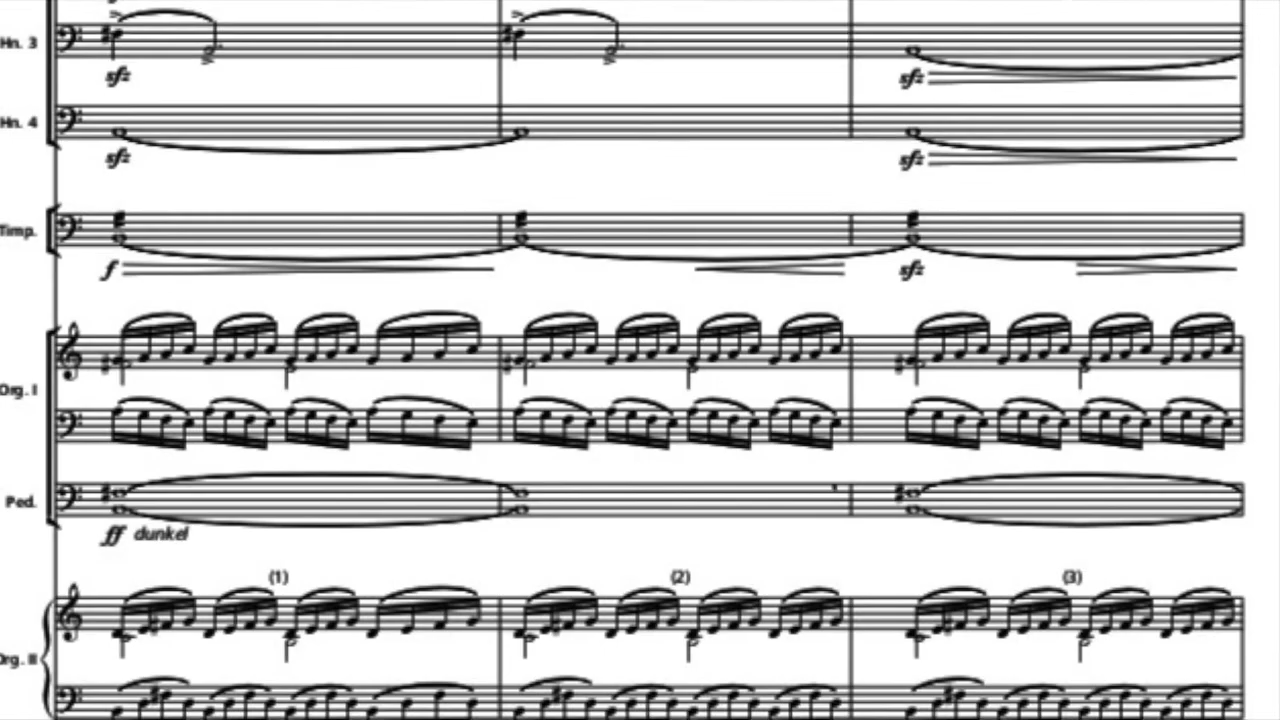 Hn. 3
sfz
sfz
Hn. 4
sfz
sfz
Timp.
f
sfz
Org. I
Ped.
ff dunkel
(1) (2) (3)
Org. II